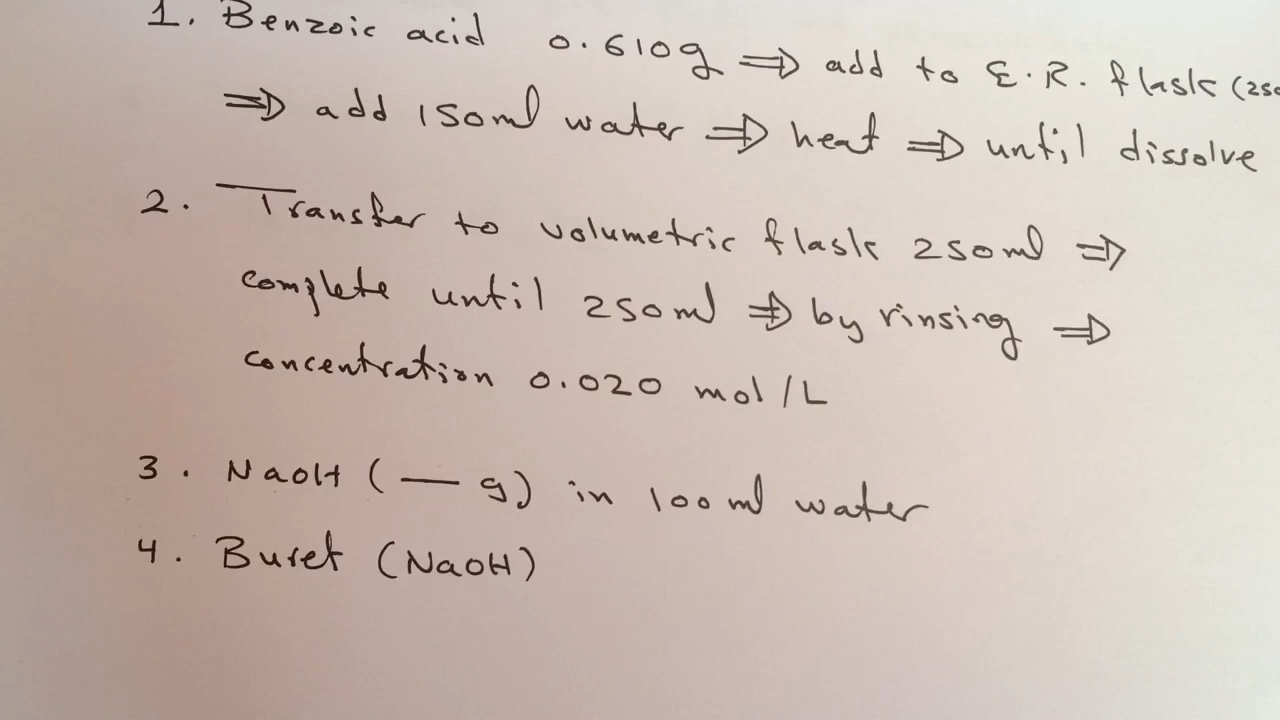 1. Benzoic acid 0.610g ⇒ add to E.R. flask (250
⇒ add 150ml water ⇒ heat ⇒ until dissolve
2. Transfer to volumetric flask 250ml ⇒
complete until 250ml ⇒ by rinsing ⇒
concentration 0.020 mol/L
3. NaOH ( — g) in 100ml water
4. Buret (NaOH)